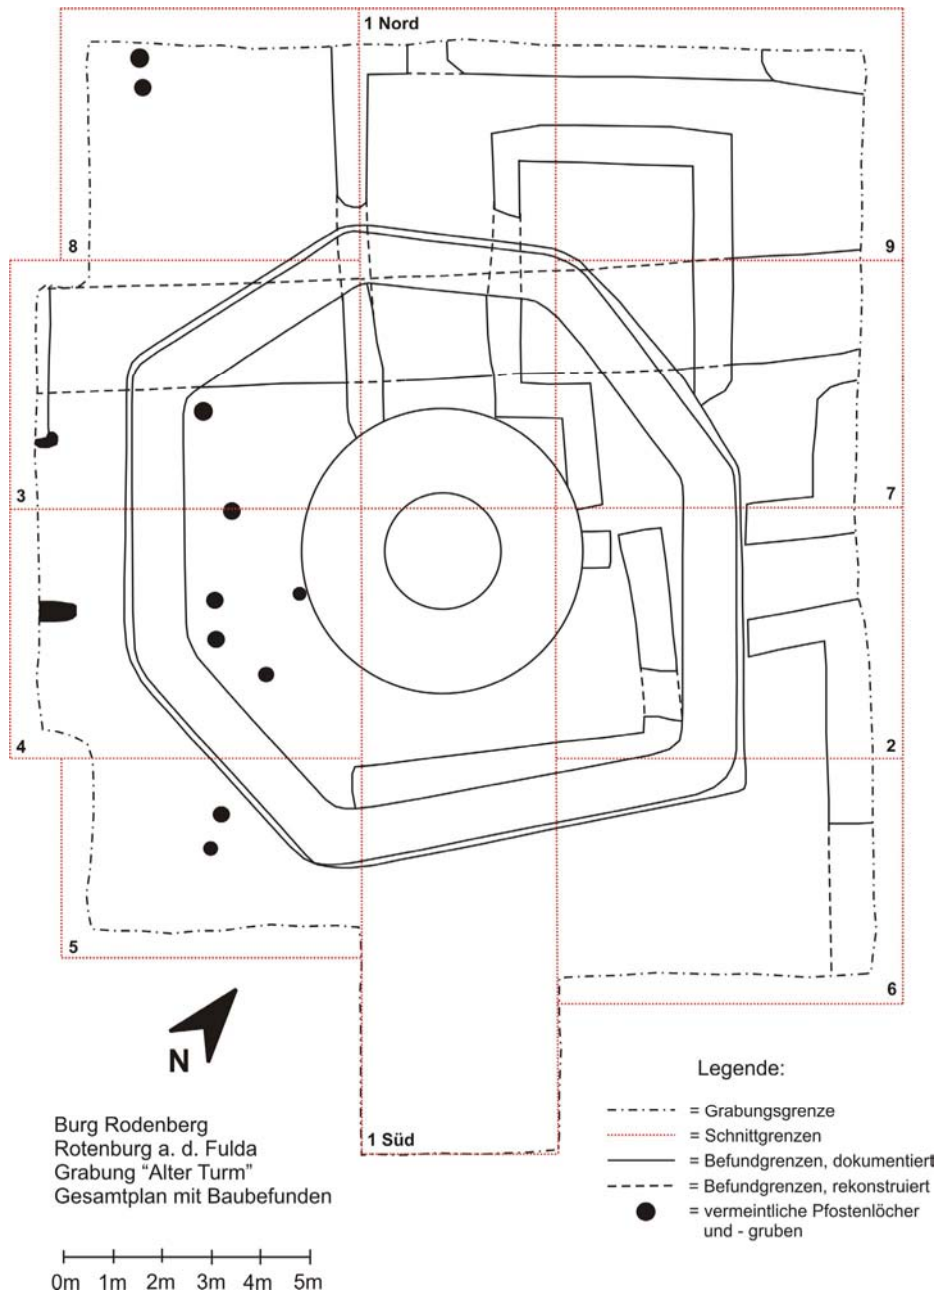 1 Nord
8
9
3
7
4
2
5
6
N
1 Süd
Burg Rodenberg
Rotenburg a. d. Fulda
Grabung “Alter Turm”
Gesamtplan mit Baubefunden
0m 1m 2m 3m 4m 5m
Legende:
= Grabungsgrenze
= Schnittgrenzen
= Befundgrenzen, dokumentiert
= Befundgrenzen, rekonstruiert
= vermeintliche Pfostenlöcher
und - gruben